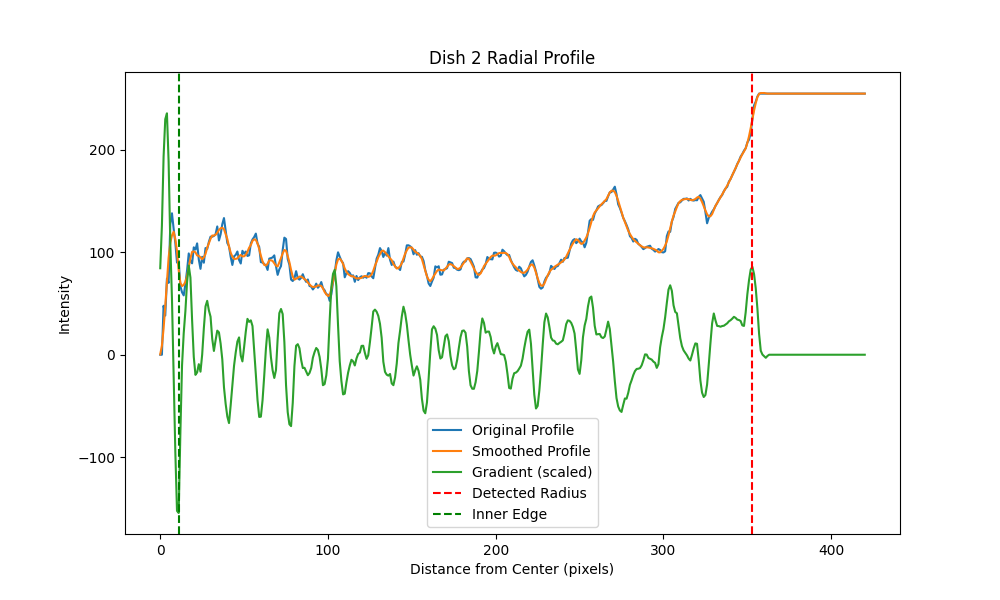 Dish 2 Radial Profile
Intensity
200
100
0
−100
Original Profile
Smoothed Profile
Gradient (scaled)
Detected Radius
Inner Edge
0 100 200 300 400
Distance from Center (pixels)